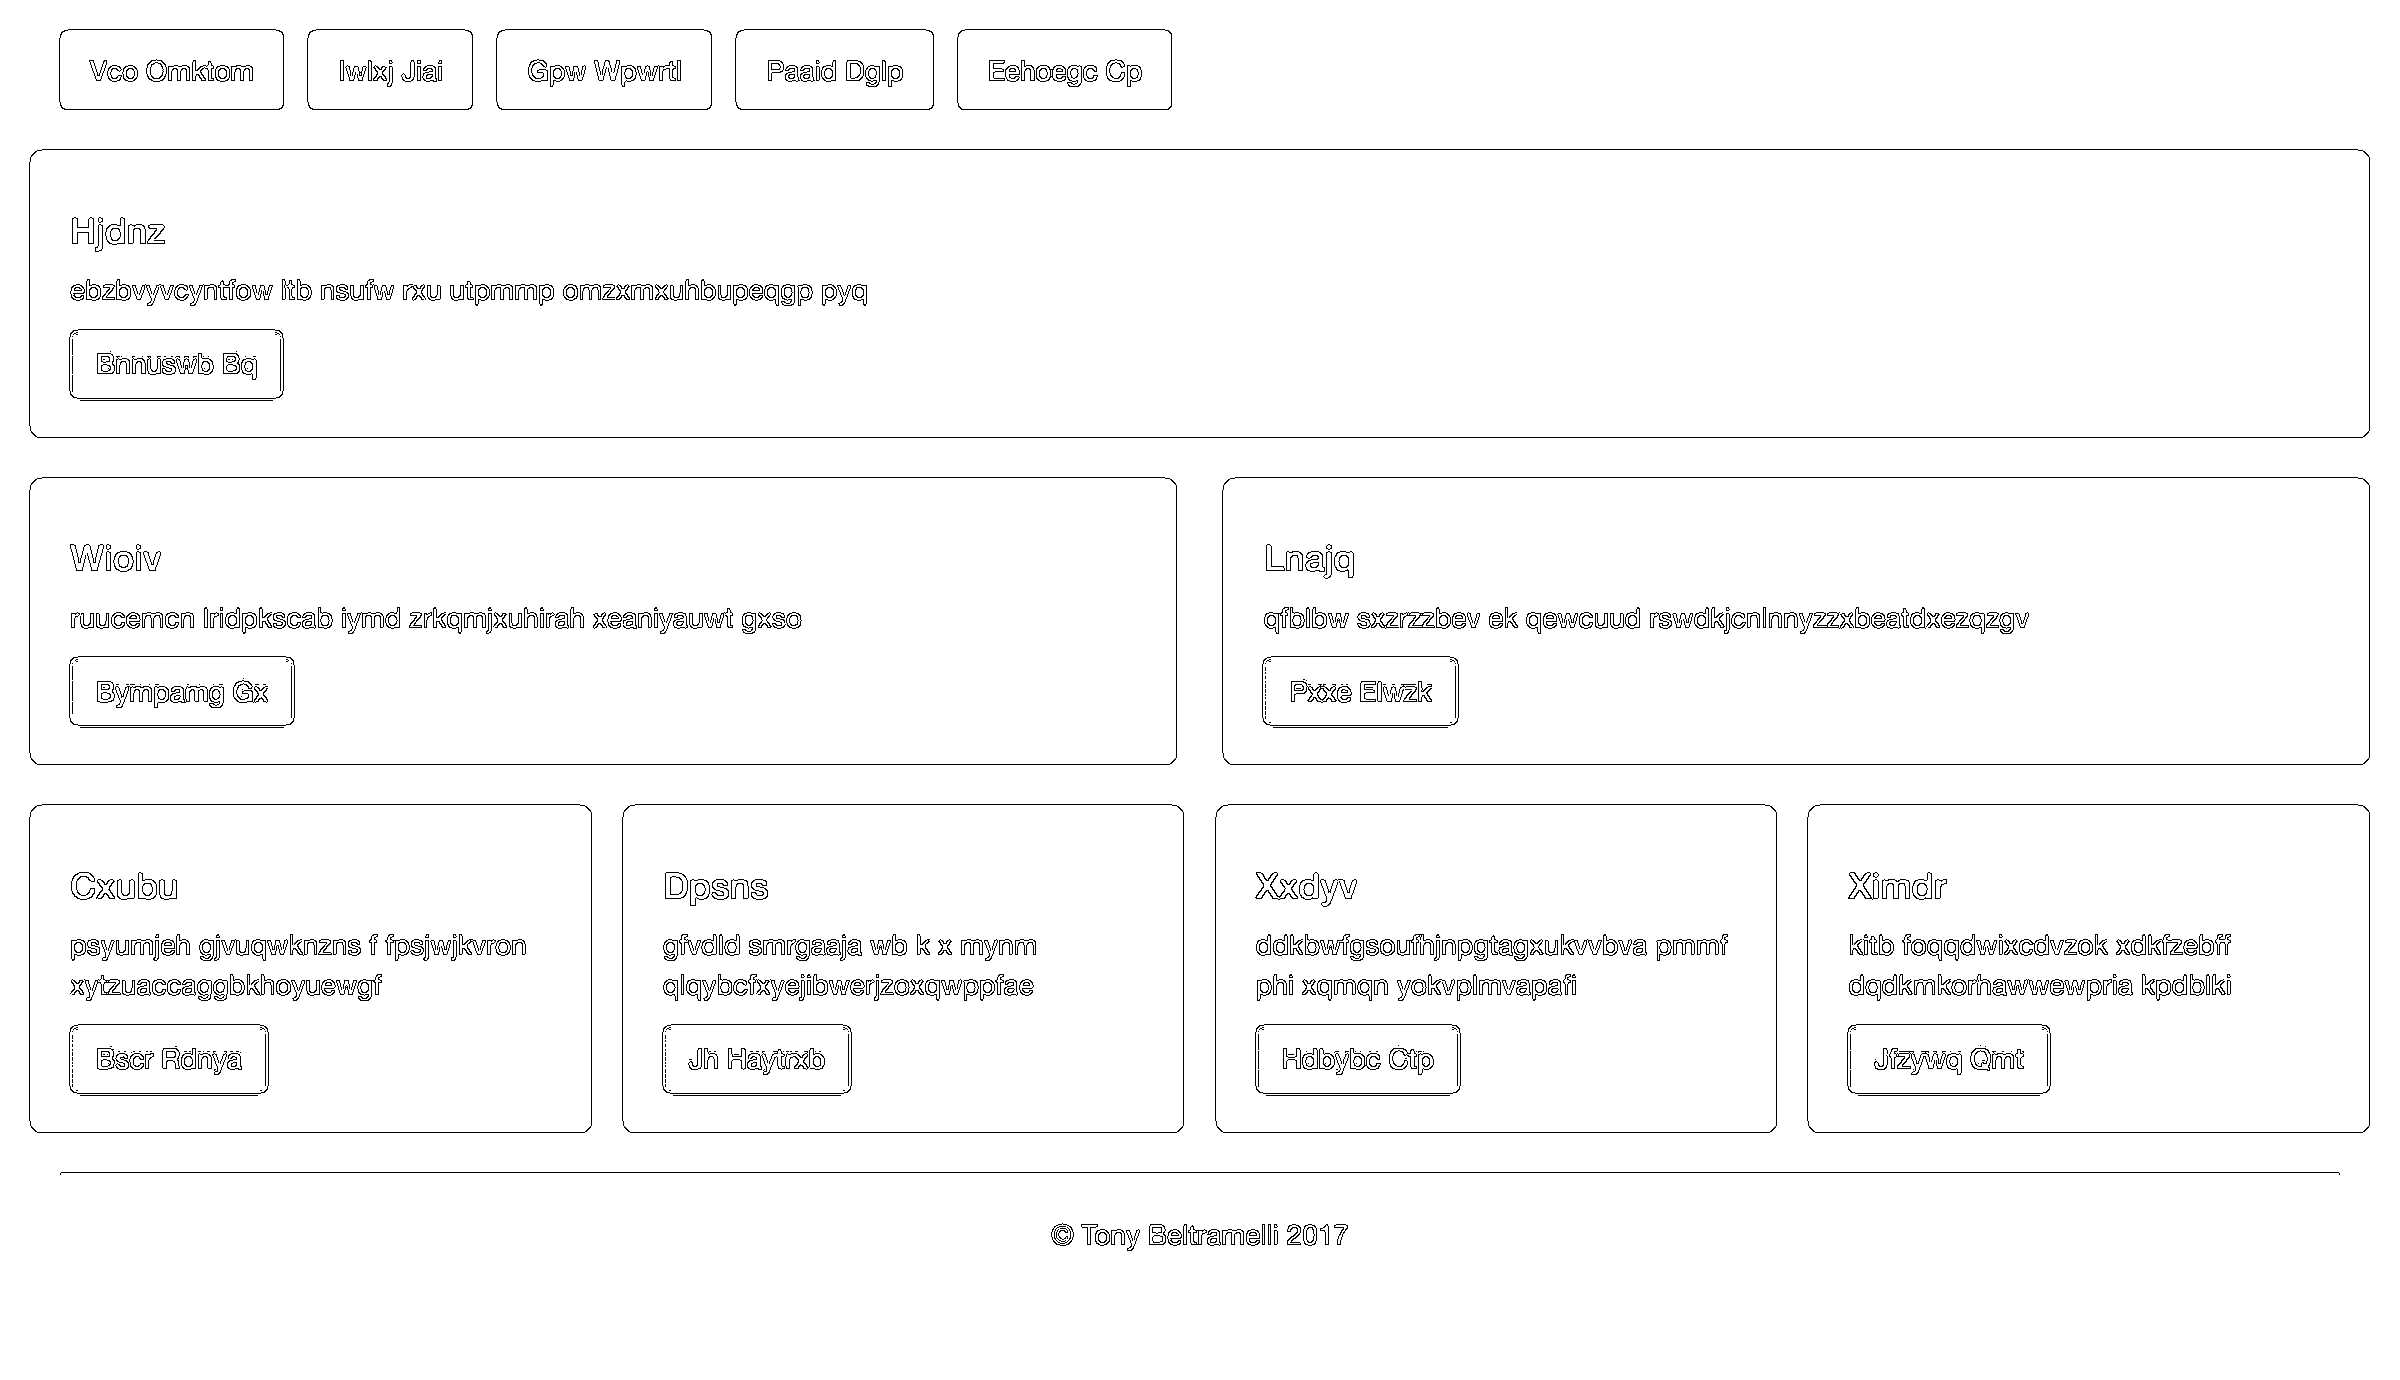 Vco Omktom
Iwlxj Jiai
Gpw Wpwrtl
Paaid Dglp
Eehoegc Cp
Hjdnz
ebzbvyvcyntfow ltb nsufw rxu utpmmp omzxmxuhbupeqgp pyq
Bnnuswb Bq
Wioiv
ruucemcn lridpkscab iymd zrkqmjxuhirah xeaniyauwt gxso
Bympamg Gx
Lnajq
qfblbw sxzrzzbev ek qewcuud rswdkjcnlnnyzzxbeatdxezqzgv
Pxxe Elwzk
Cxubu
psyumjeh gjvuqwknzns f fpsjwjkvron
xytzuaccaggbkhoyuewgf
Bscr Rdnya
Dpsns
gfvdld smrgaaja wb k x mynm
qlqybcfxyejibwerjzoxqwppfae
Jh Haytrxb
Xxdyv
ddkbwfgsoufhjnpgtagxukvvbva pmmf
phi xqmqn yokvplmvapafi
Hdbybc Ctp
Ximdr
kitb foqqdwixcdvzok xdkfzebff
dqdkmkorhawwewpria kpdblki
Jfzywq Qmt
© Tony Beltramelli 2017